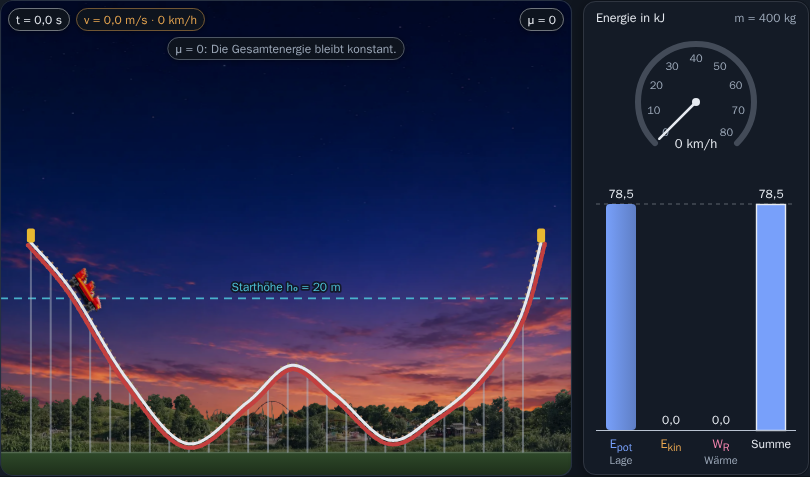 t = 0,0 s
v = 0,0 m/s · 0 km/h
μ = 0
μ = 0: Die Gesamtenergie bleibt konstant.
Starthöhe h₀ = 20 m
Energie in kJ
m = 400 kg
0
10
20
30
40
50
60
70
80
0 km/h
78,5
0,0
0,0
78,5
Epot
Ekin
WR
Summe
Lage
Wärme